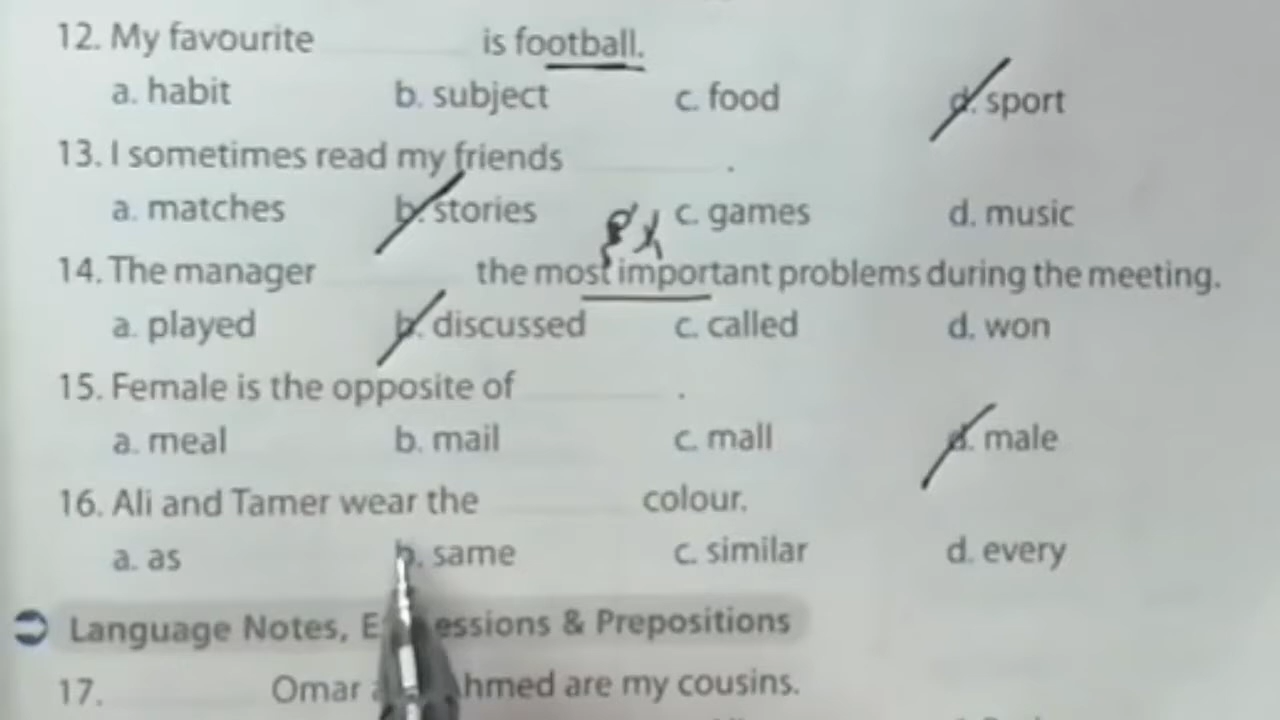 12. My favourite is football.
a. habit b. subject c. food d. sport
13. I sometimes read my friends .
a. matches b. stories c. games d. music
14. The manager the most important problems during the meeting.
a. played b. discussed c. called d. won
15. Female is the opposite of .
a. meal b. mail c. mall d. male
16. Ali and Tamer wear the colour.
a. as b. same c. similar d. every
Language Notes, & Prepositions
17. Omar are my cousins.